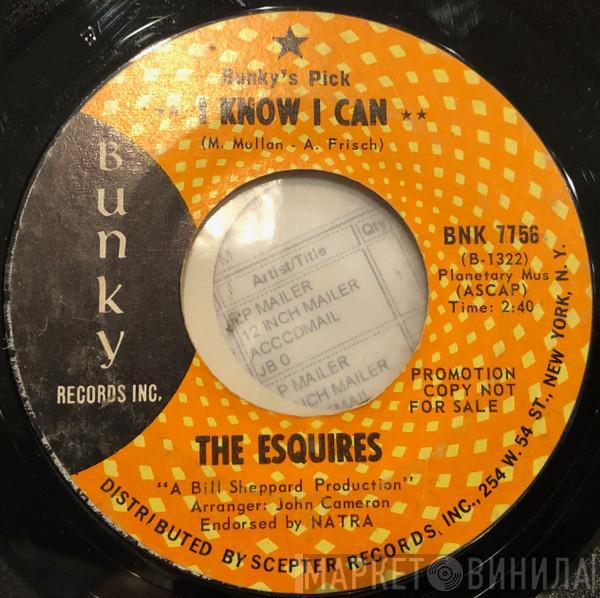 ★
Bunky's Pick
** I KNOW I CAN **
(M. Mullan - A. Frisch)
Bunky
RECORDS INC.
BNK 7756
(B-1322)
Planetary Mus
(ASCAP)
Time: 2:40
Artist/Title
Qty
P MAILER
12 INCH MAILER
1
ACCCDMAIL
JB 0
P MAILER
CH MAILER
PROMOTION
COPY NOT
FOR SALE
THE ESQUIRES
"A Bill Sheppard Production"
Arranger: John Cameron
Endorsed by NATRA
DISTRIBUTED BY SCEPTER RECORDS, INC., 254 W. 54 ST., NEW YORK, N. Y.
МАРКЕТ ВИНИЛА